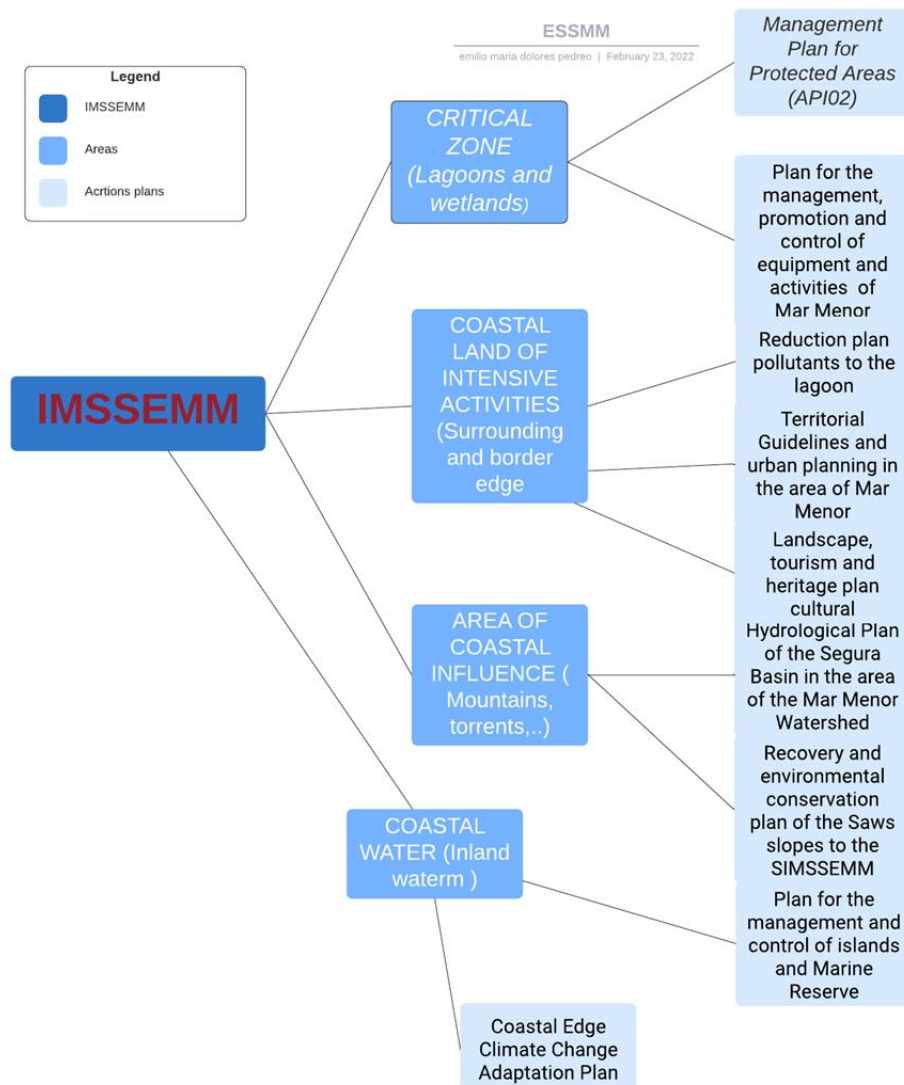 ESSMM
emilio maria dolores pedreo | February 23, 2022
Legend
IMSSEMM
Areas
Acrtions plans
IMSSEMM
CRITICAL
ZONE
(Lagoons and
wetlands)
COASTAL
LAND OF
INTENSIVE
ACTIVITIES
(Surrounding
and border
edge
AREA OF
COASTAL
INFLUENCE (
Mountains,
torrents,..)
COASTAL
WATER (Inland
waterm )
Management
Plan for
Protected Areas
(API02)
Plan for the
management,
promotion and
control of
equipment and
activities of
Mar Menor
Reduction plan
pollutants to the
lagoon
Territorial
Guidelines and
urban planning in
the area of Mar
Menor
Landscape,
tourism and
heritage plan
cultural
Hydrological Plan
of the Segura
Basin in the area
of the Mar Menor
Watershed
Recovery and
environmental
conservation
plan of the Saws
slopes to the
SIMSSEMM
Plan for the
management and
control of islands
and Marine
Reserve
Coastal Edge
Climate Change
Adaptation Plan